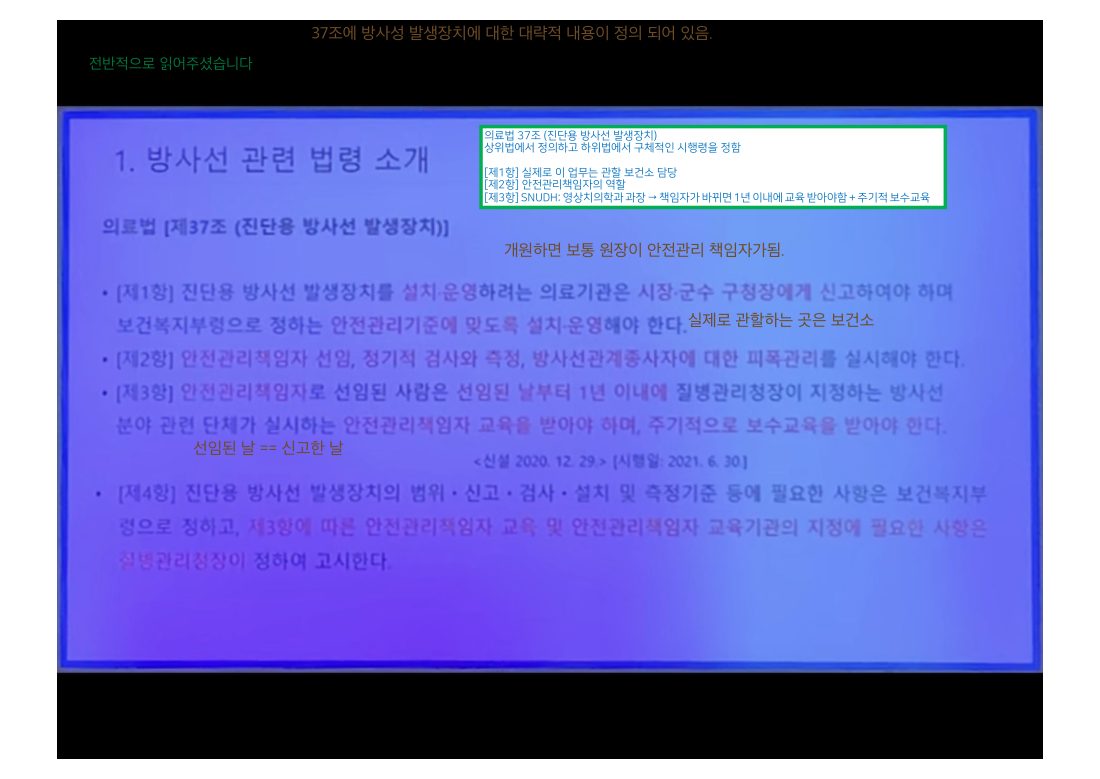 37조에 방사성 발생장치에 대한 대략적 내용이 정의 되어 있음.
전반적으로 읽어주셨습니다
1. 방사선 관련 법령 소개
의료법 37조 (진단용 방사선 발생장치)
상위법에서 정의하고 하위법에서 구체적인 시행령을 정함
[제1항] 실제로 이 업무는 관할 보건소 담당
[제2항] 안전관리책임자의 역할
[제3항] SNUDH: 영상치의학과 과장 → 책임자가 바뀌면 1년 이내에 교육 받아야함 + 주기적 보수교육
의료법 [제37조 (진단용 방사선 발생장치)]
개원하면 보통 원장이 안전관리 책임자가됨.
• [제1항] 진단용 방사선 발생장치를 설치·운영하려는 의료기관은 시장·군수 구청장에게 신고하여야 하며
보건복지부령으로 정하는 안전관리기준에 맞도록 설치·운영해야 한다.
실제로 관할하는 곳은 보건소
• [제2항] 안전관리책임자 선임, 정기적 검사와 측정, 방사선관계종사자에 대한 피폭관리를 실시해야 한다.
• [제3항] 안전관리책임자로 선임된 사람은 선임된 날부터 1년 이내에 질병관리청장이 지정하는 방사선
분야 관련 단체가 실시하는 안전관리책임자 교육을 받아야 하며, 주기적으로 보수교육을 받아야 한다.
선임된 날 == 신고한 날
<신설 2020. 12. 29.> [시행일: 2021. 6. 30.]
• [제4항] 진단용 방사선 발생장치의 범위·신고·검사·설치 및 측정기준 등에 필요한 사항은 보건복지부
령으로 정하고, 제3항에 따른 안전관리책임자 교육 및 안전관리책임자 교육기관의 지정에 필요한 사항은
질병관리청장이 정하여 고시한다.